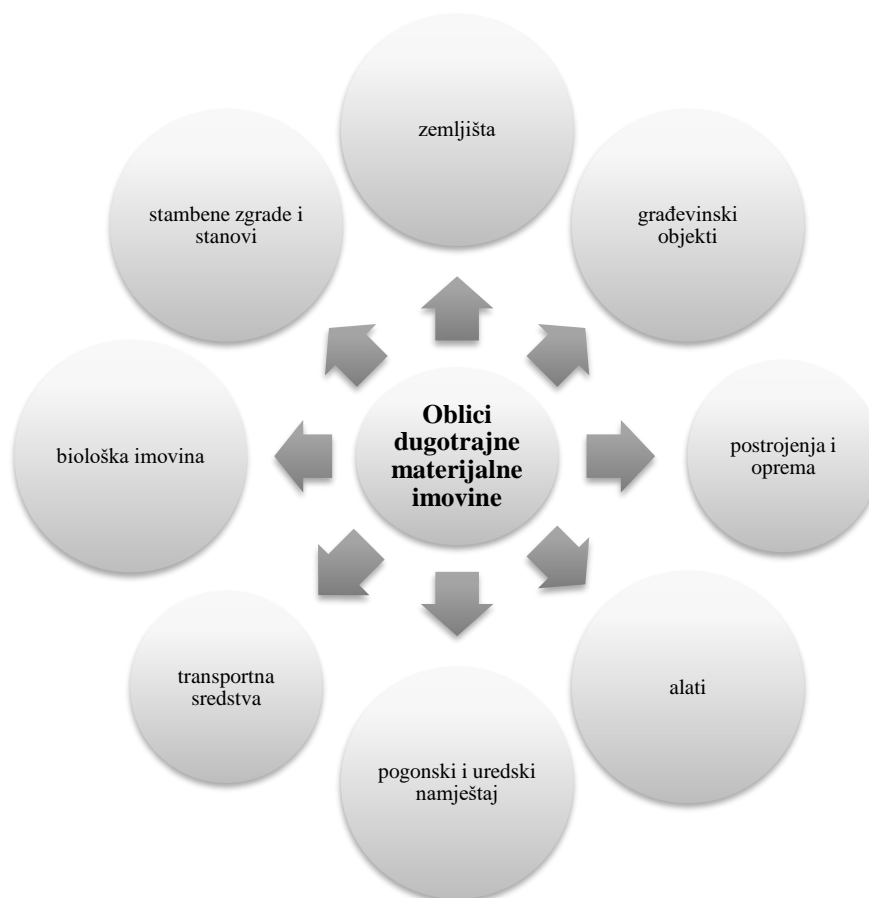 zemljišta
stambene zgrade i
stanovi
građevinski
objekti
Oblici
dugotrajne
materijalne
imovine
biološka imovina
postrojenja i
oprema
transportna
sredstva
alati
pogonski i uredski
namještaj